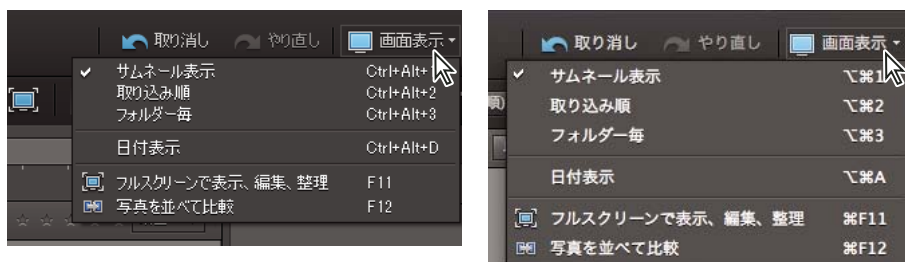 取り消し やり直し 画面表示
サムネール表示 Ctrl+Alt+1
取り込み順 Ctrl+Alt+2
フォルダー毎 Ctrl+Alt+3
日付表示 Ctrl+Alt+D
フルスクリーンで表示、編集、整理 F11
写真を並べて比較 F12
取り消し やり直し 画面表示
順)
サムネール表示 ⌥⌘1
取り込み順 ⌥⌘2
フォルダー毎 ⌥⌘3
日付表示 ⌥⌘A
フルスクリーンで表示、編集、整理 ⌘F11
写真を並べて比較 ⌘F12